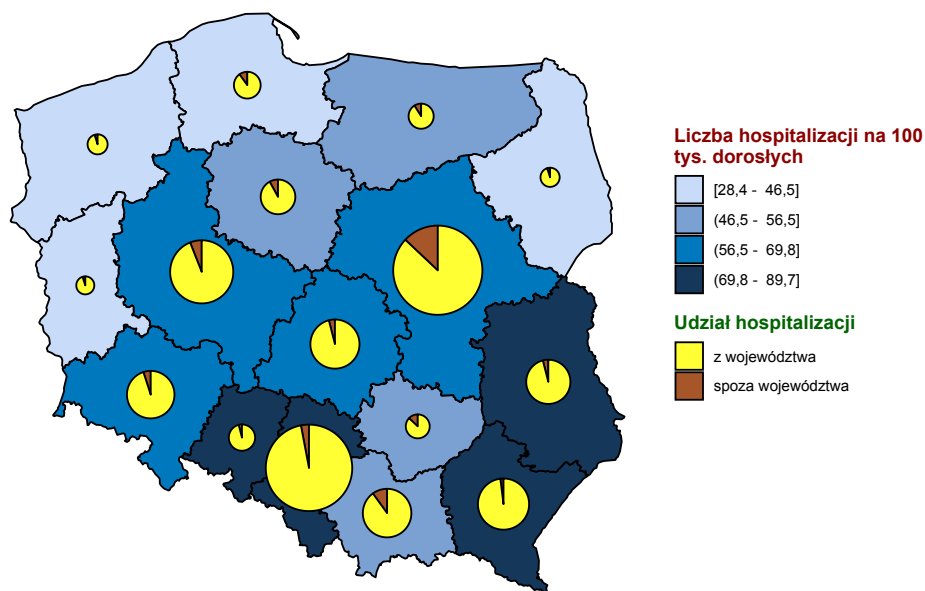 Liczba hospitalizacji na 100
tys. dorosłych
[28,4 - 46,5]
(46,5 - 56,5]
(56,5 - 69,8]
(69,8 - 89,7]
Udział hospitalizacji
z województwa
spoza województwa